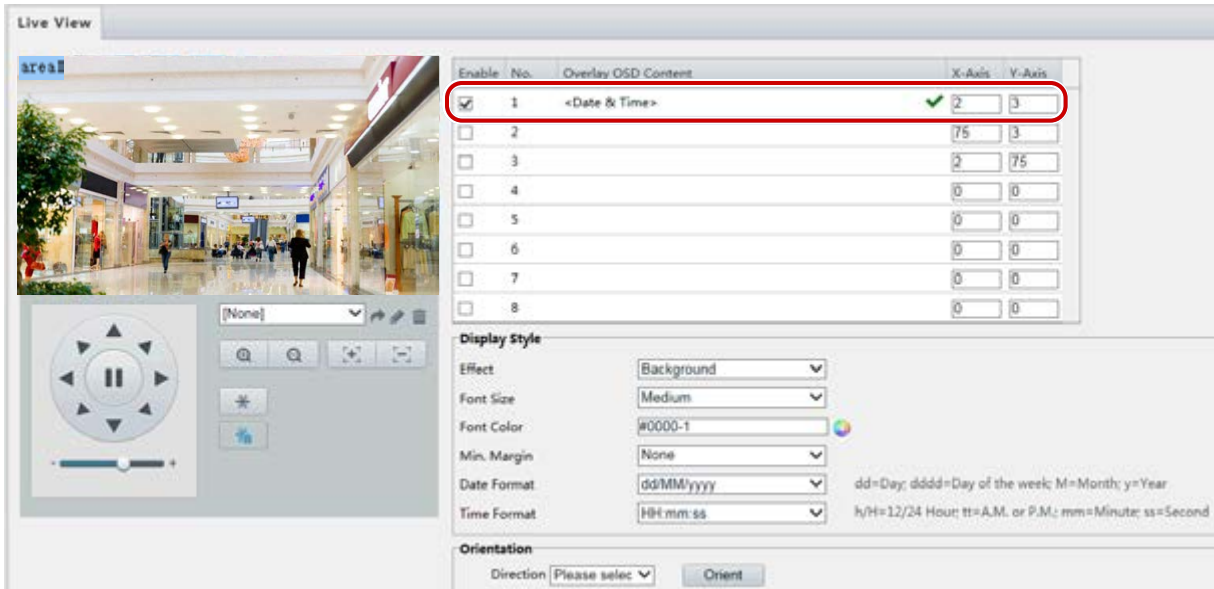 Live View
area1
Enable No. Overlay OSD Content X-Axis Y-Axis
1 <Date & Time> 2 3
2 75 3
3 2 75
4 0 0
5 0 0
6 0 0
7 0 0
8 0 0
[None]
- +
Display Style
Effect Background
Font Size Medium
Font Color #0000-1
Min. Margin None
Date Format dd/MM/yyyy dd=Day; dddd=Day of the week; M=Month; y=Year
Time Format HH:mm:ss h/H=12/24 Hour; tt=A.M. or P.M.; mm=Minute; ss=Second
Orientation
Direction Please selec Orient